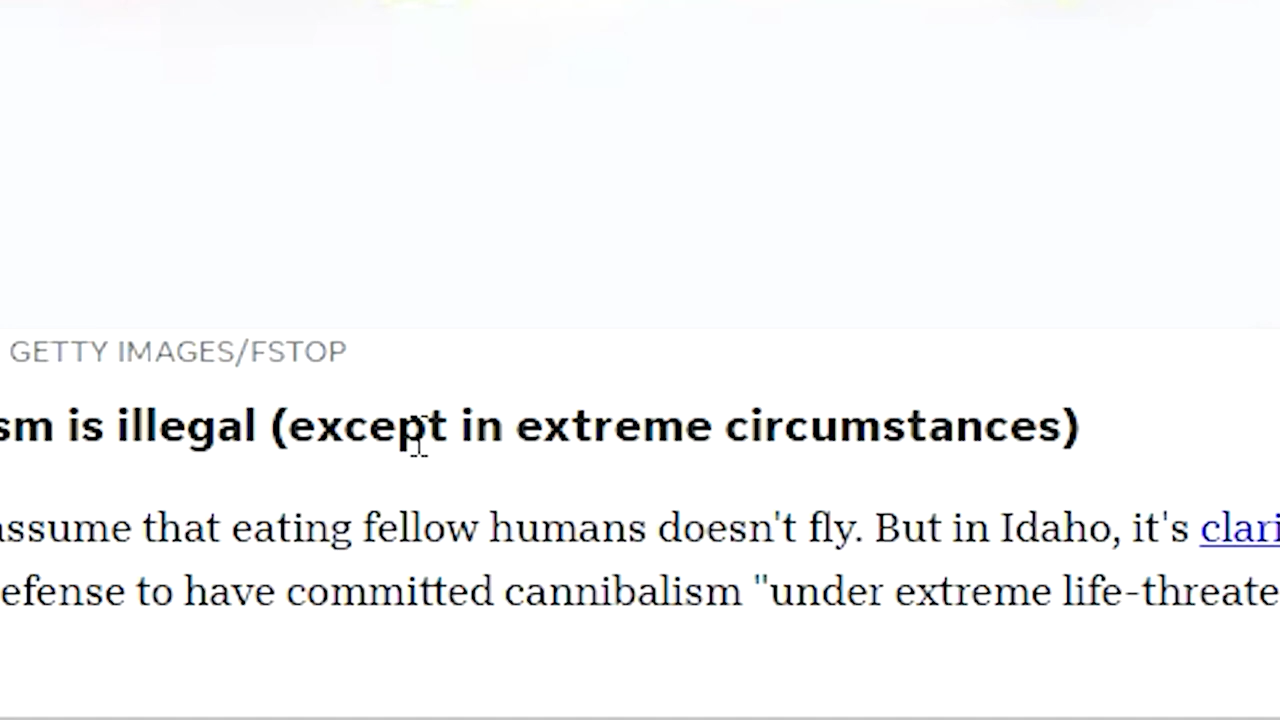 GETTY IMAGES/FSTOP
sm is illegal (except in extreme circumstances)
assume that eating fellow humans doesn't fly. But in Idaho, it's clari
efense to have committed cannibalism "under extreme life-threate